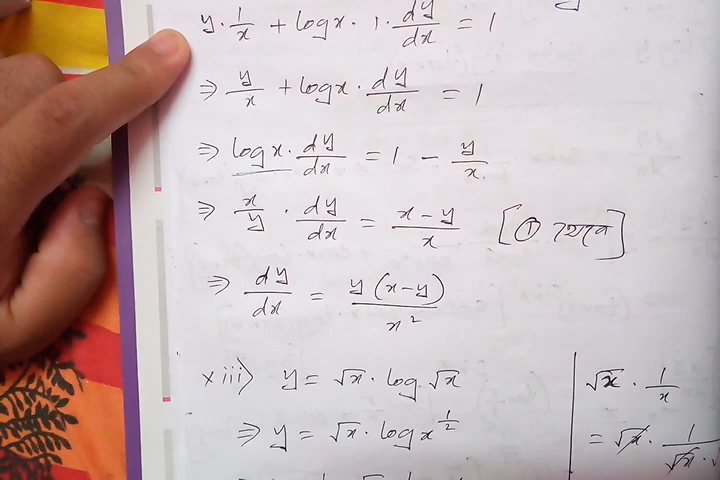 y · 1/x + log x · 1 · dy/dx = 1
⇒ y/x + log x · dy/dx = 1
⇒ log x · dy/dx = 1 − y/x
⇒ x/y · dy/dx = (x−y)/x [① থেকে]
⇒ dy/dx = y(x−y)/x²
xiii) y = √x · log √x
⇒ y = √x · log x^(1/2)
√x · 1/x
= √x · 1/√x · √